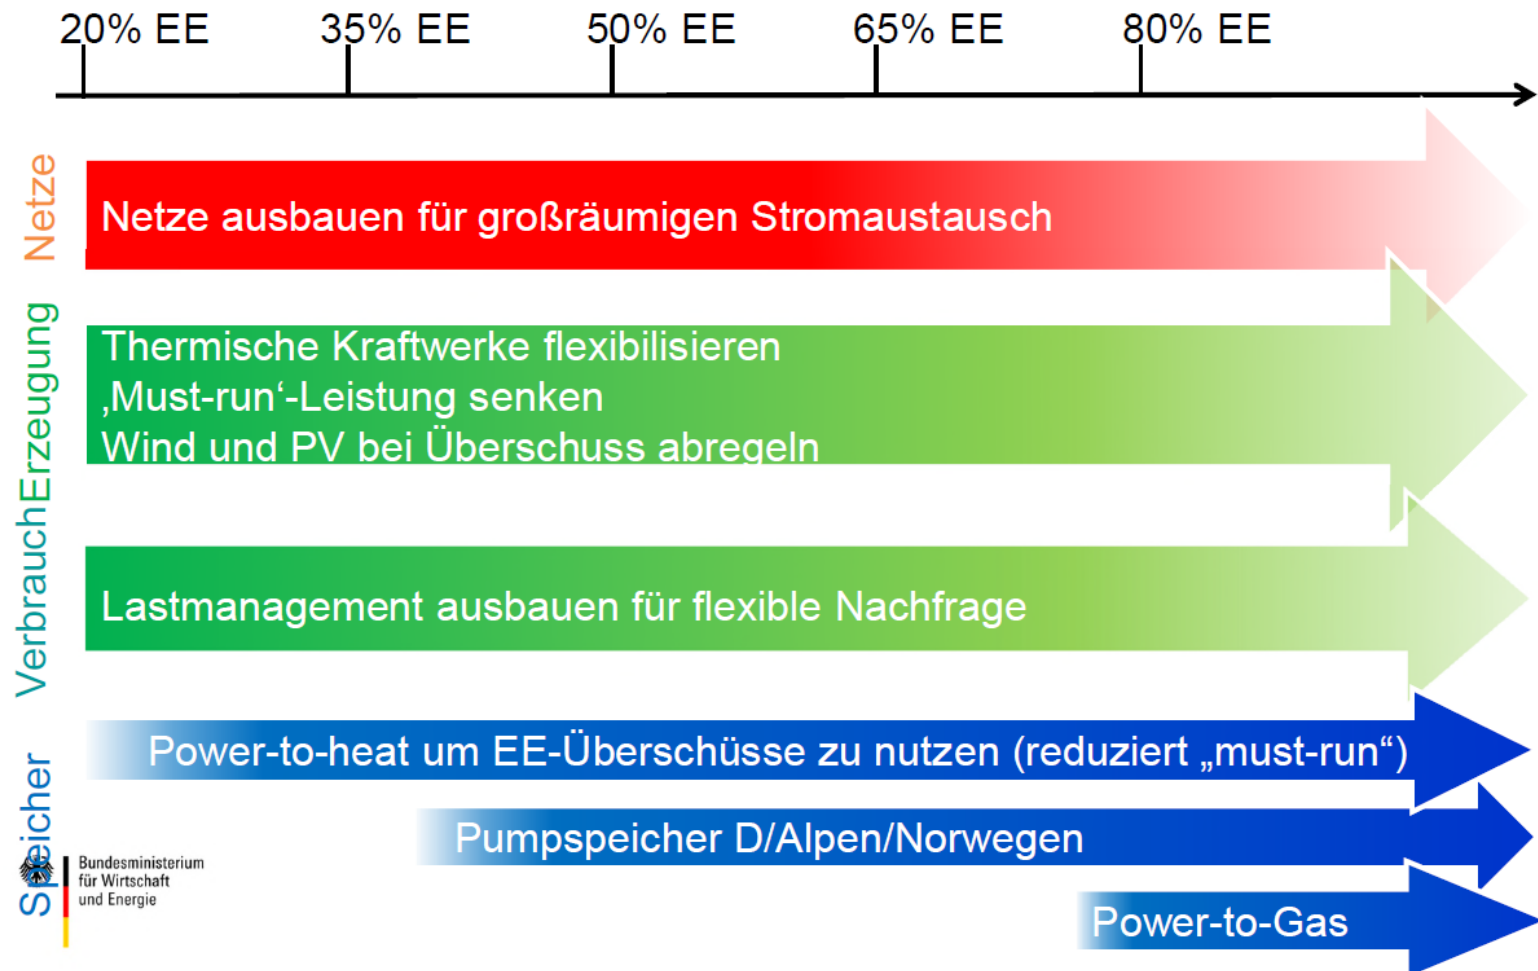 20% EE 35% EE 50% EE 65% EE 80% EE
Netze
Netze ausbauen für großräumigen Stromaustausch
Erzeugung
Thermische Kraftwerke flexibilisieren
‚Must-run‘-Leistung senken
Wind und PV bei Überschuss abregeln
Verbrauch
Lastmanagement ausbauen für flexible Nachfrage
Speicher
Power-to-heat um EE-Überschüsse zu nutzen (reduziert „must-run“)
Pumpspeicher D/Alpen/Norwegen
Power-to-Gas
Bundesministerium
für Wirtschaft
und Energie